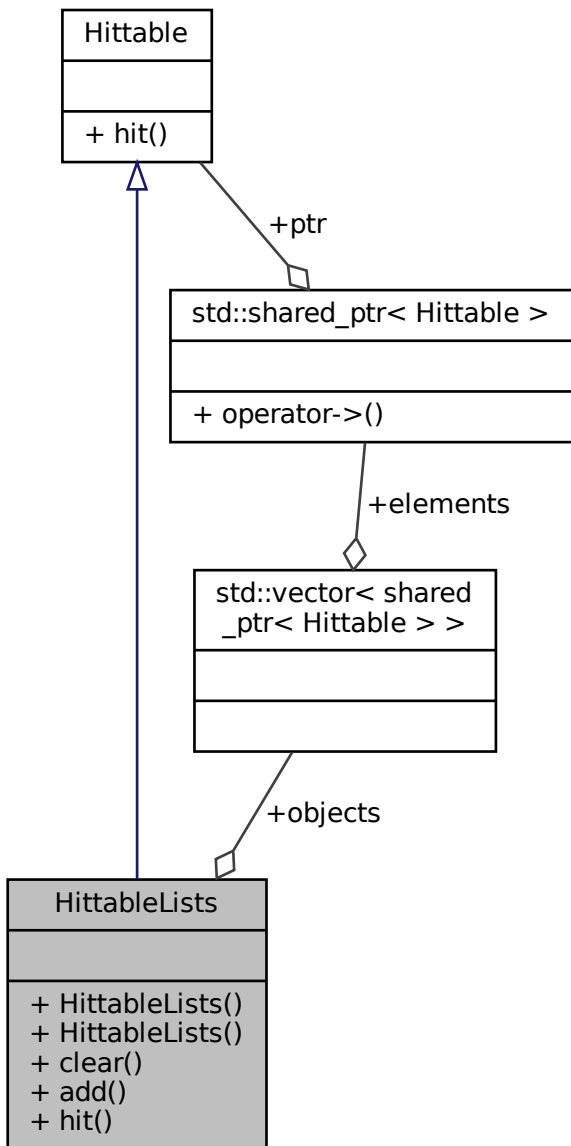 Hittable
+ hit()
+ptr
std::shared_ptr< Hittable >
+ operator->()
+elements
std::vector< shared
_ptr< Hittable > >
+objects
HittableLists
+ HittableLists()
+ HittableLists()
+ clear()
+ add()
+ hit()